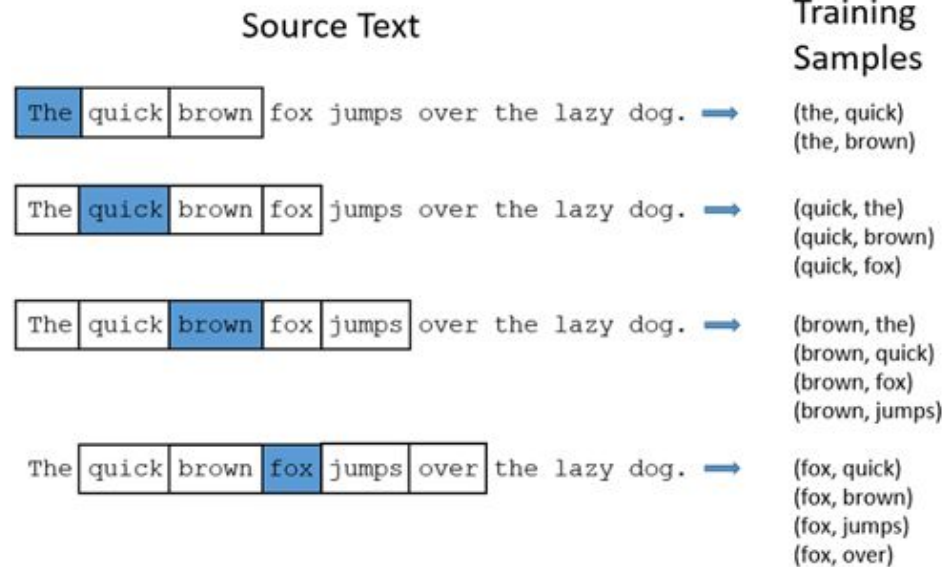 Source Text
Training
Samples
The quick brown fox jumps over the lazy dog.
(the, quick)
(the, brown)
The quick brown fox jumps over the lazy dog.
(quick, the)
(quick, brown)
(quick, fox)
The quick brown fox jumps over the lazy dog.
(brown, the)
(brown, quick)
(brown, fox)
(brown, jumps)
The quick brown fox jumps over the lazy dog.
(fox, quick)
(fox, brown)
(fox, jumps)
(fox, over)